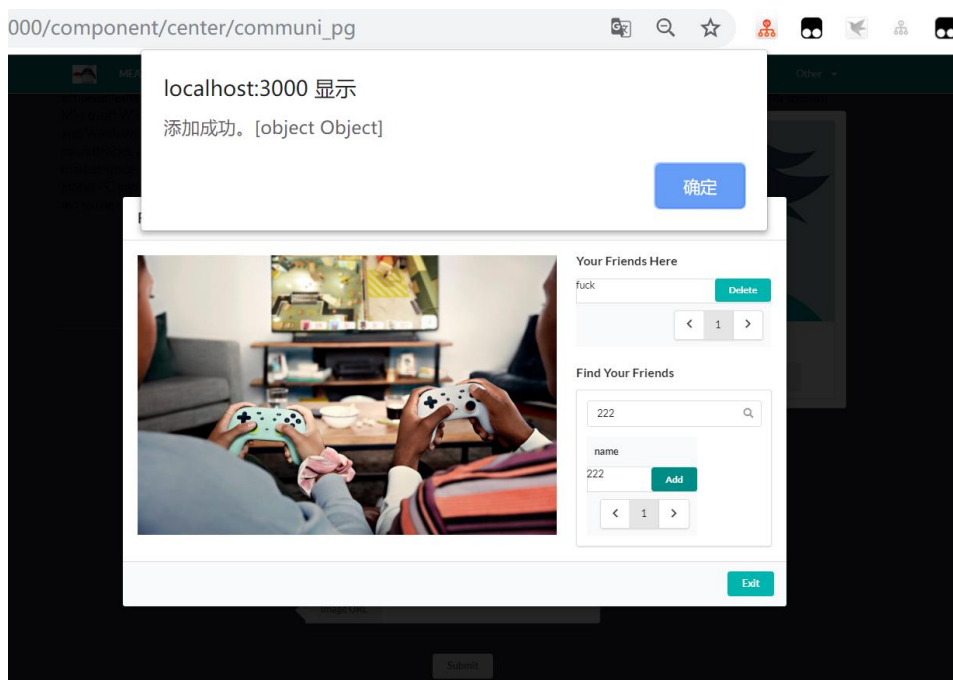 000/component/center/communi_pg
MEA
Other
localhost:3000 显示
添加成功。[object Object]
确定
F
Your Friends Here
fuck
Delete
1
Find Your Friends
222
name
222
Add
1
Exit
Submit